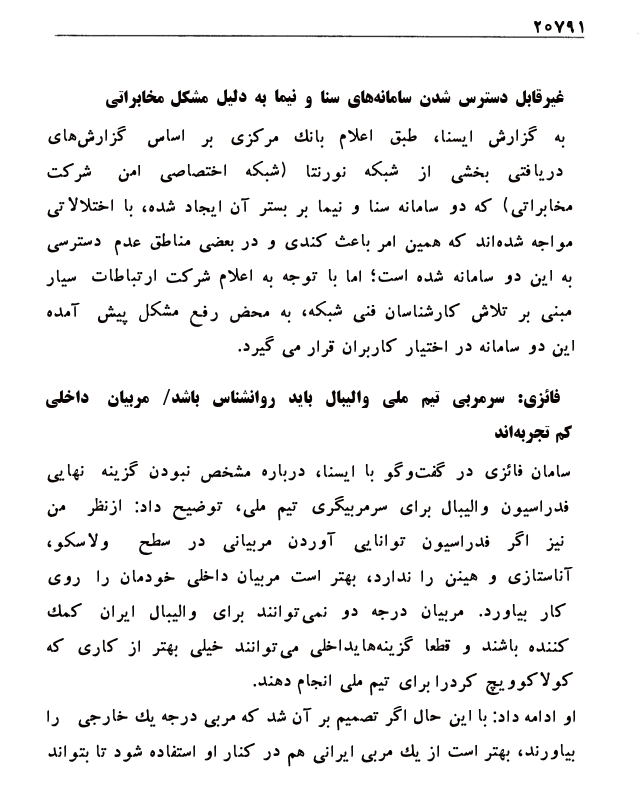 ۲۰۷۹۱
غیرقابل دسترس شدن سامانه‌های سنا و نیما به دلیل مشکل مخابراتی
به گزارش ایسنا، طبق اعلام بانك مرکزی بر اساس گزارش‌های
دریافتی بخشی از شبکه نورنتا (شبکه اختصاصی امن شرکت
مخابراتی) که دو سامانه سنا و نیما بر بستر آن ایجاد شده، با اختلالاتی
مواجه شده‌اند که همین امر باعث کندی و در بعضی مناطق عدم دسترسی
به این دو سامانه شده است؛ اما با توجه به اعلام شرکت ارتباطات سیار
مبنی بر تلاش کارشناسان فنی شبکه، به محض رفع مشکل پیش آمده
این دو سامانه در اختیار کاربران قرار می گیرد.
فائزی: سرمربی تیم ملی والیبال باید روانشناس باشد/ مربیان داخلی
کم تجربه‌اند
سامان فائزی در گفت‌وگو با ایسنا، درباره مشخص نبودن گزینه نهایی
فدراسیون والیبال برای سرمربیگری تیم ملی، توضیح داد: ازنظر من
نیز اگر فدراسیون توانایی آوردن مربیانی در سطح ولاسکو،
آناستازی و هینن را ندارد، بهتر است مربیان داخلی خودمان را روی
کار بیاورد. مربیان درجه دو نمی‌توانند برای والیبال ایران کمك
کننده باشند و قطعا گزینه‌هایداخلی می‌توانند خیلی بهتر از کاری که
کولاکوویچ کردرا برای تیم ملی انجام دهند.
او ادامه داد: با این حال اگر تصمیم بر آن شد که مربی درجه يك خارجی را
بیاورند، بهتر است از يك مربی ایرانی هم در کنار او استفاده شود تا بتواند